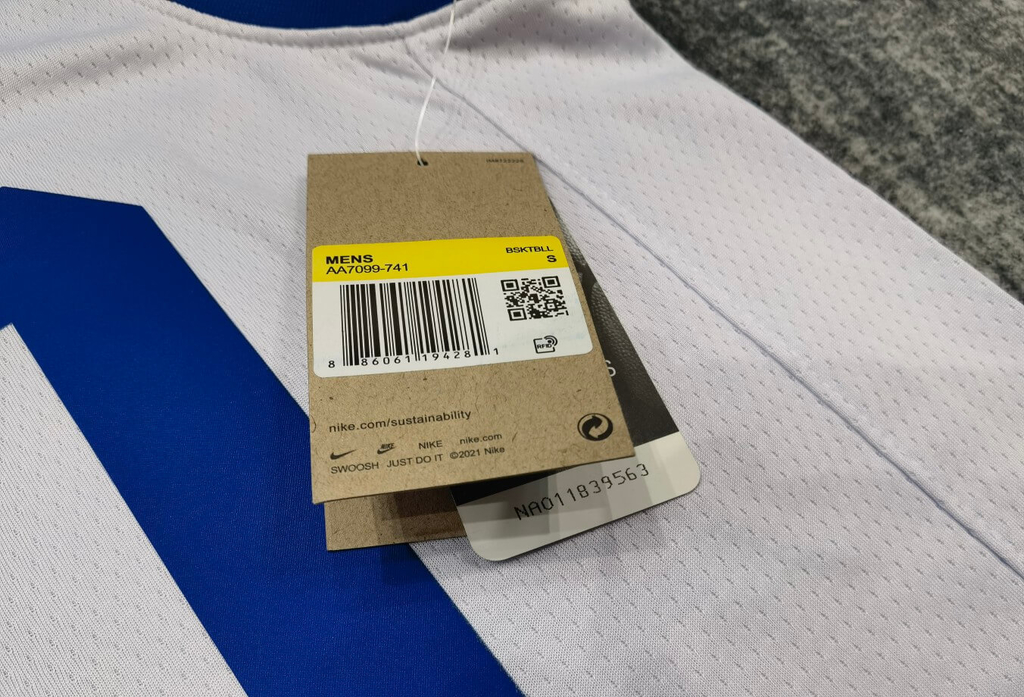 MENS
AA7099-741
BSKTBLL
S
8 86061 19428 1
RFID
nike.com/sustainability
NIKE nike.com
SWOOSH JUST DO IT ©2021 Nike
S
NA011839563